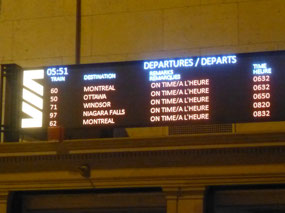 VIA
05:51 DEPARTURES / DEPARTS
TRAIN DESTINATION REMARKS TIME
REMARQUES HEURE
60 MONTREAL ON TIME/A L'HEURE 0632
50 OTTAWA ON TIME/A L'HEURE 0632
71 WINDSOR ON TIME/A L'HEURE 0650
97 NIAGARA FALLS ON TIME/A L'HEURE 0820
62 MONTREAL ON TIME/A L'HEURE 0832